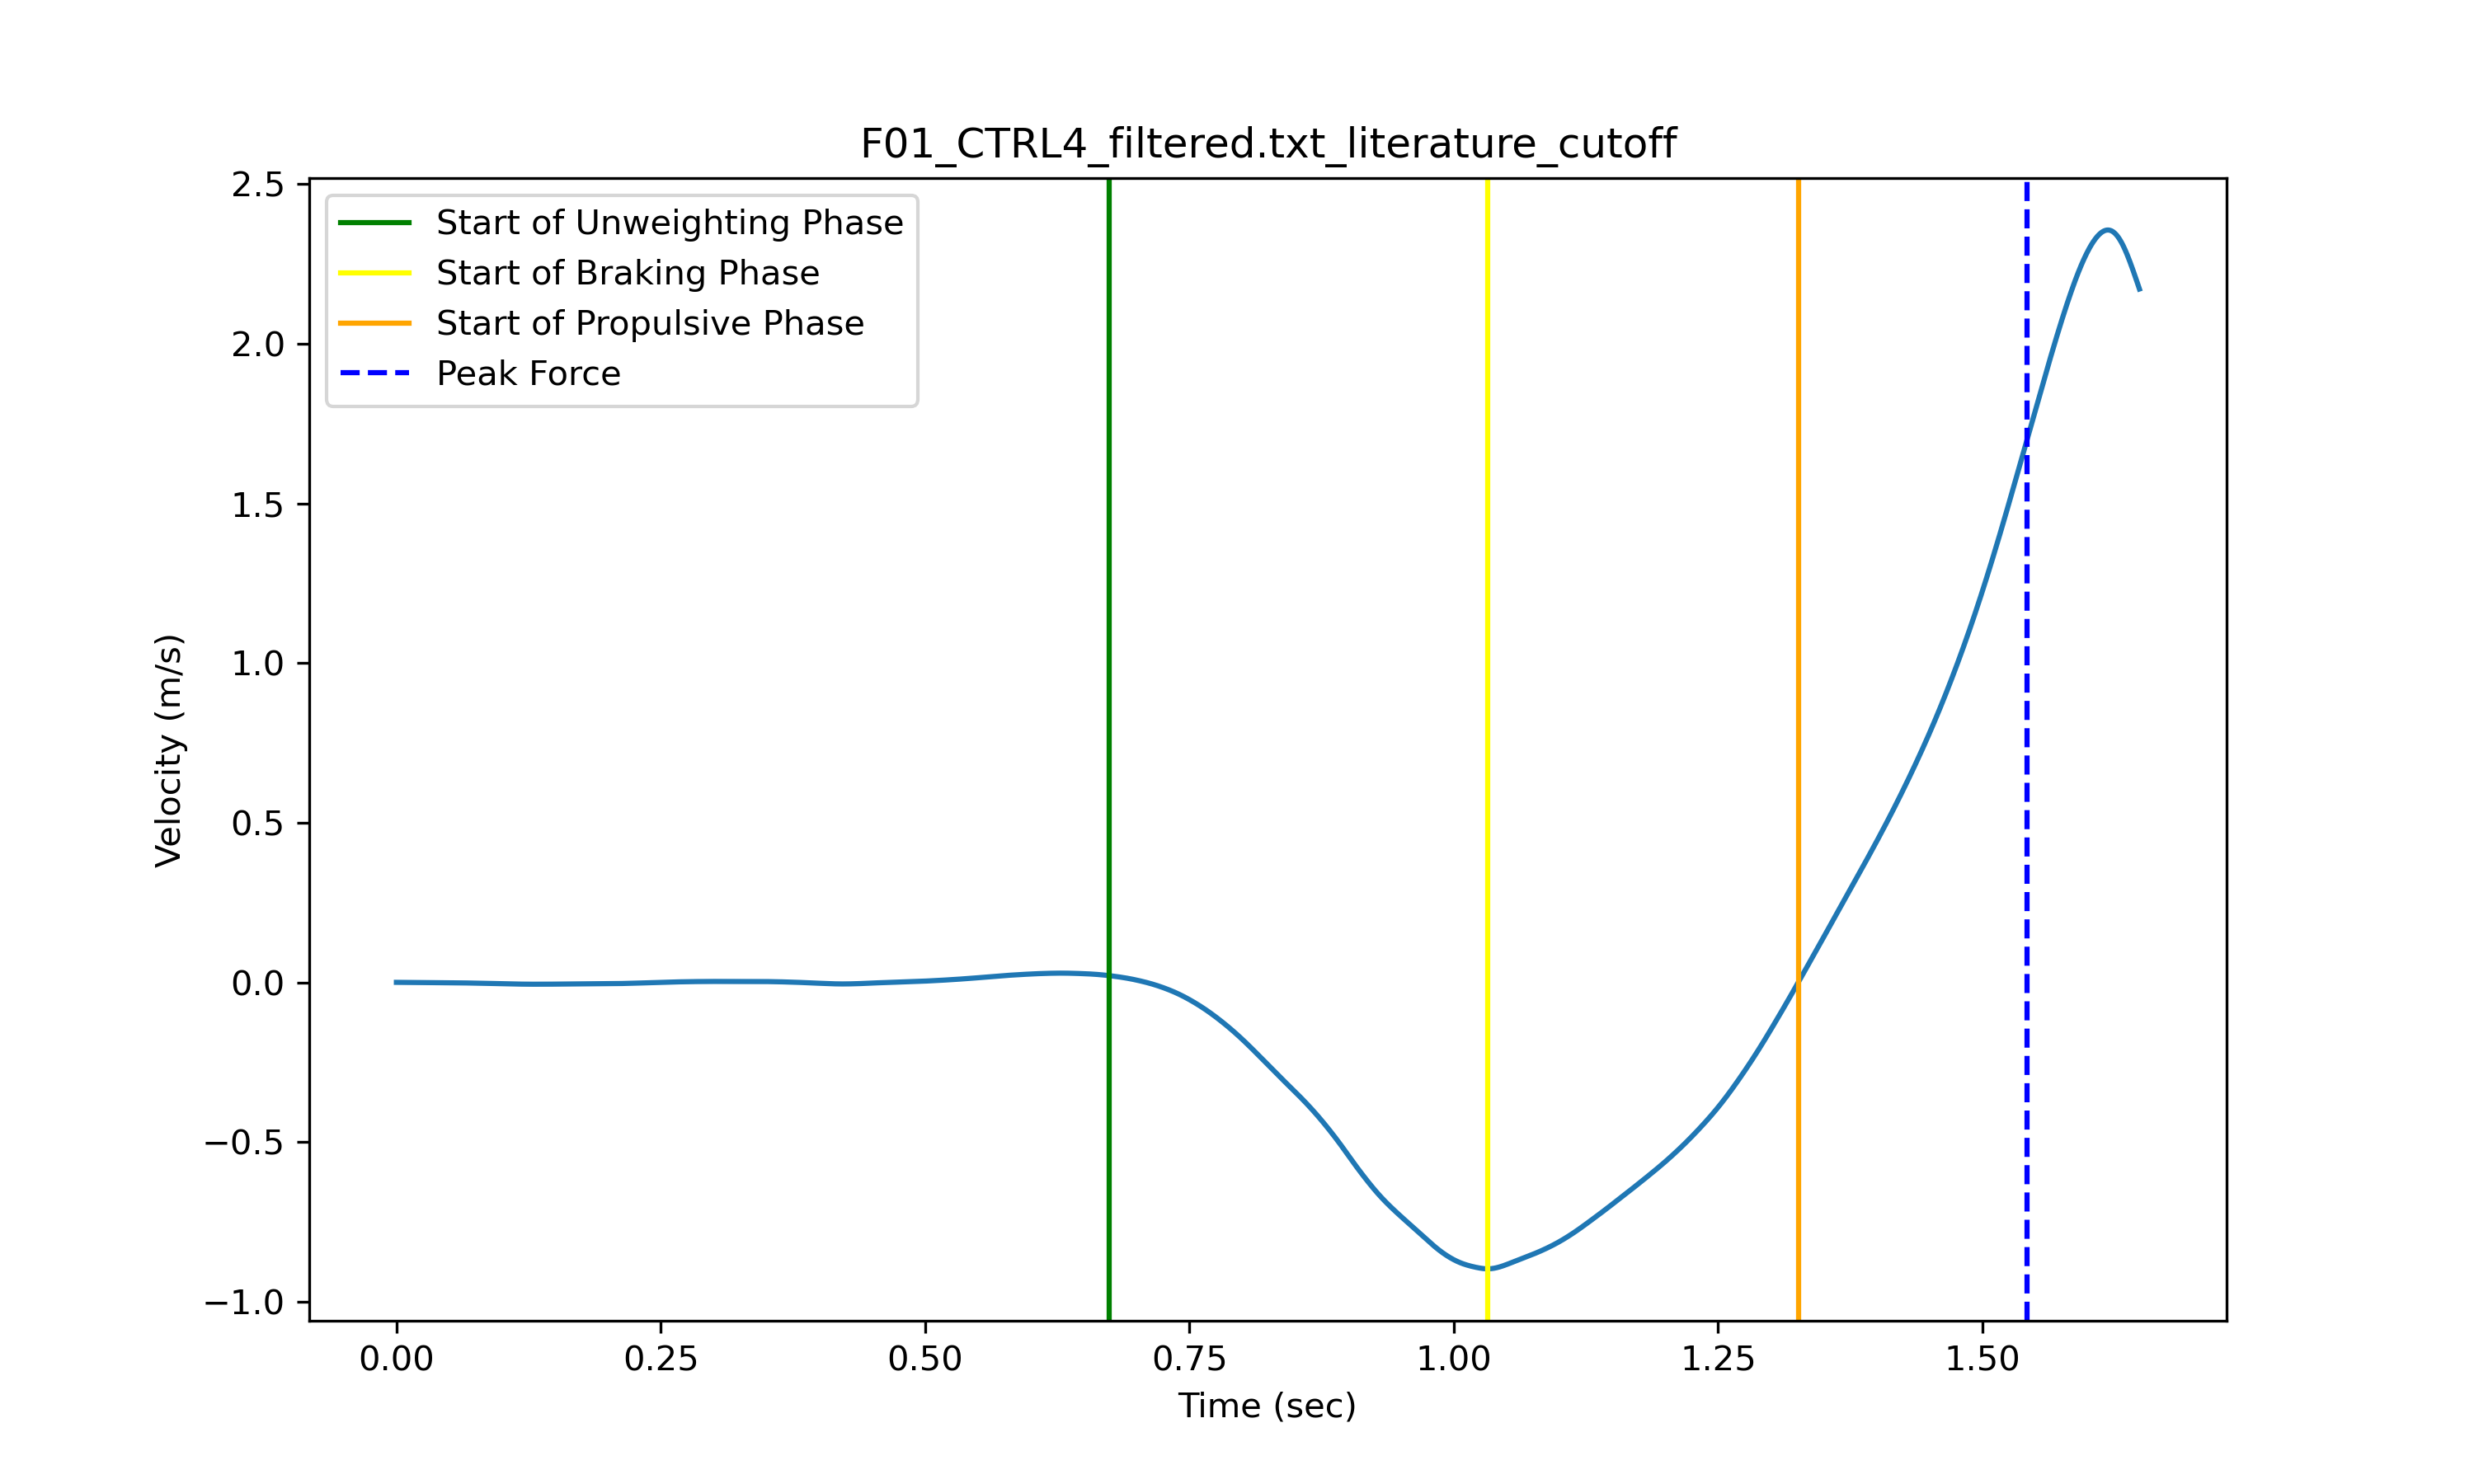 F01_CTRL4_filtered.txt_literature_cutoff
2.5
2.0
1.5
1.0
0.5
0.0
−0.5
−1.0
Velocity (m/s)
Start of Unweighting Phase
Start of Braking Phase
Start of Propulsive Phase
Peak Force
0.00 0.25 0.50 0.75 1.00 1.25 1.50
Time (sec)